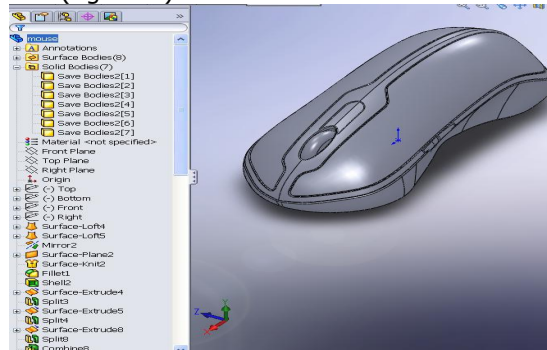 mouse
Annotations
Surface Bodies(8)
Solid Bodies(7)
Save Bodies2[1]
Save Bodies2[2]
Save Bodies2[3]
Save Bodies2[4]
Save Bodies2[5]
Save Bodies2[6]
Save Bodies2[7]
Material <not specified>
Front Plane
Top Plane
Right Plane
Origin
(-) Top
(-) Bottom
(-) Front
(-) Right
Surface-Loft4
Surface-Loft5
Mirror2
Surface-Plane2
Surface-Knit2
Fillet1
Shell2
Surface-Extrude4
Split3
Surface-Extrude5
Split4
Surface-Extrude8
Split8
Combine8
Z
Y
X